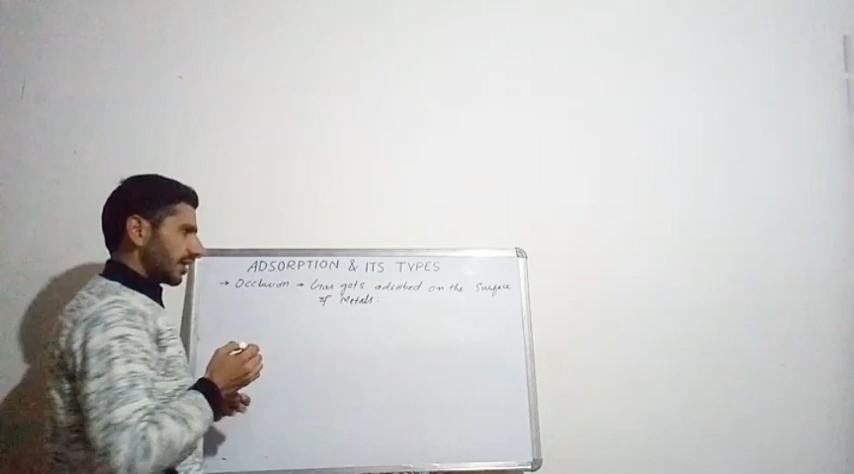 ADSORPTION & ITS TYPES
→ Occlusion → Gas gets adsorbed on the Surface
of Metals.